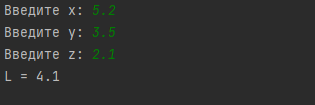 Введите x: 5.2
Введите y: 3.5
Введите z: 2.1
L = 4.1